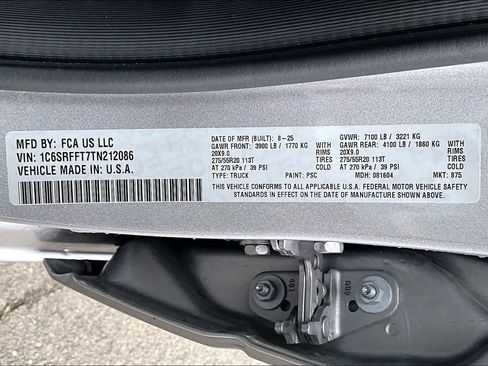 MFD BY: FCA US LLC
VIN: 1C6SRFFT7TN212086
VEHICLE MADE IN: U.S.A.
DATE OF MFR (BUILT): 8-25 GVWR: 7100 LB / 3221 KG
GAWR FRONT: 3900 LB / 1770 KG WITH GAWR REAR: 4100 LB / 1860 KG WITH
20X9.0 RIMS 20X9.0 RIMS
275/55R20 113T TIRES 275/55R20 113T TIRES
AT 270 kPa / 39 PSI COLD AT 270 kPa / 39 PSI COLD
TYPE: TRUCK PAINT: PSC MDH: 081604 MKT: 875
THIS VEHICLE CONFORMS TO ALL APPLICABLE U.S.A. FEDERAL MOTOR VEHICLE SAFETY
STANDARDS IN EFFECT ON THE DATE OF MANUFACTURE SHOWN ABOVE.